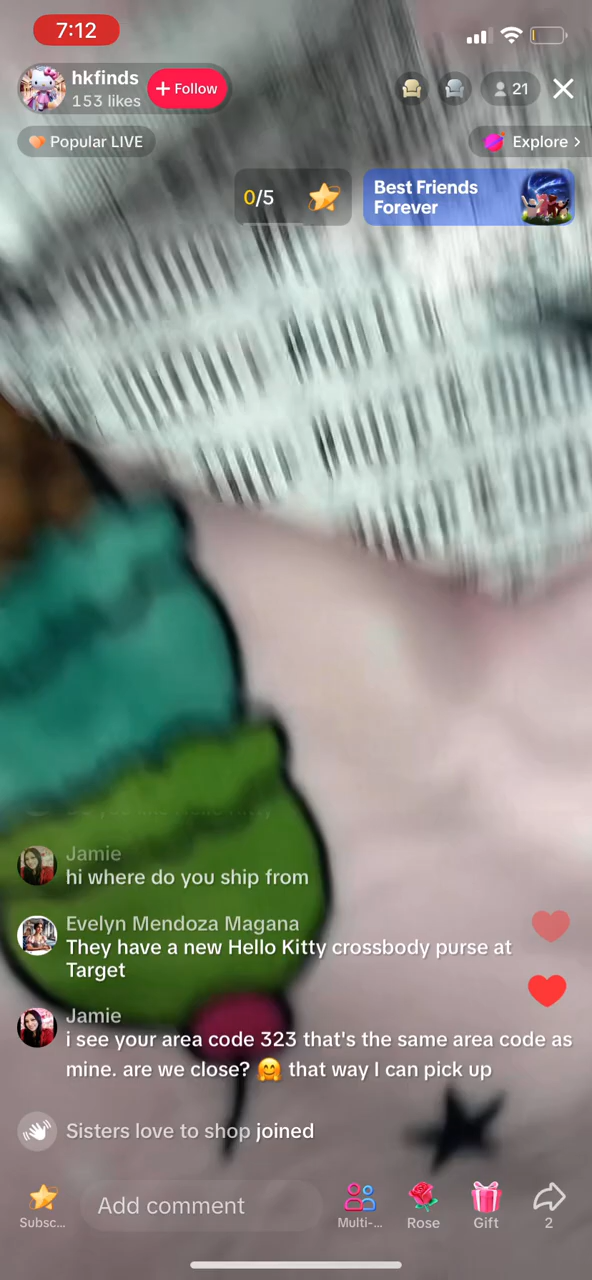 7:12
hkfinds
153 likes
+ Follow
21
Popular LIVE
Explore >
0/5
Best Friends
Forever
Jamie
hi where do you ship from
Evelyn Mendoza Magana
They have a new Hello Kitty crossbody purse at
Target
Jamie
i see your area code 323 that's the same area code as
mine. are we close? 🤗 that way I can pick up
Sisters love to shop joined
Subsc...
Add comment
Multi-...
Rose
Gift
2